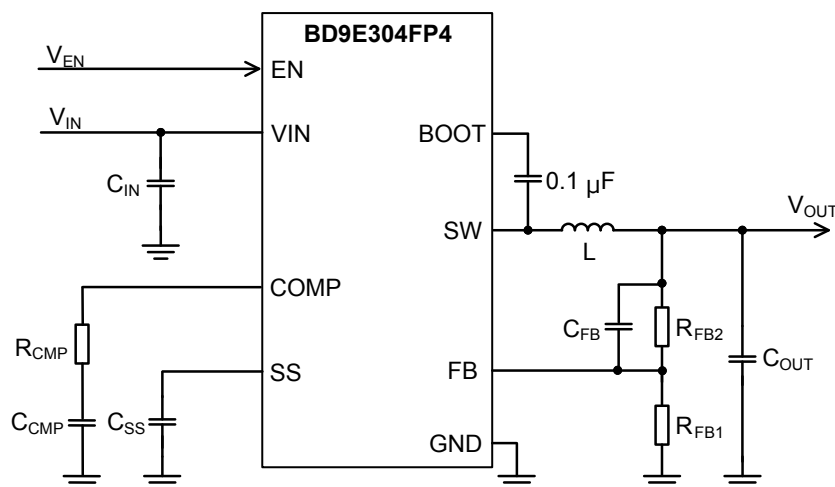 BD9E304FP4
VEN
EN
VIN
VIN
BOOT
CIN
0.1 µF
VOUT
SW
L
COMP
RCMP
CFB
RFB2
COUT
SS
FB
CCMP
CSS
RFB1
GND